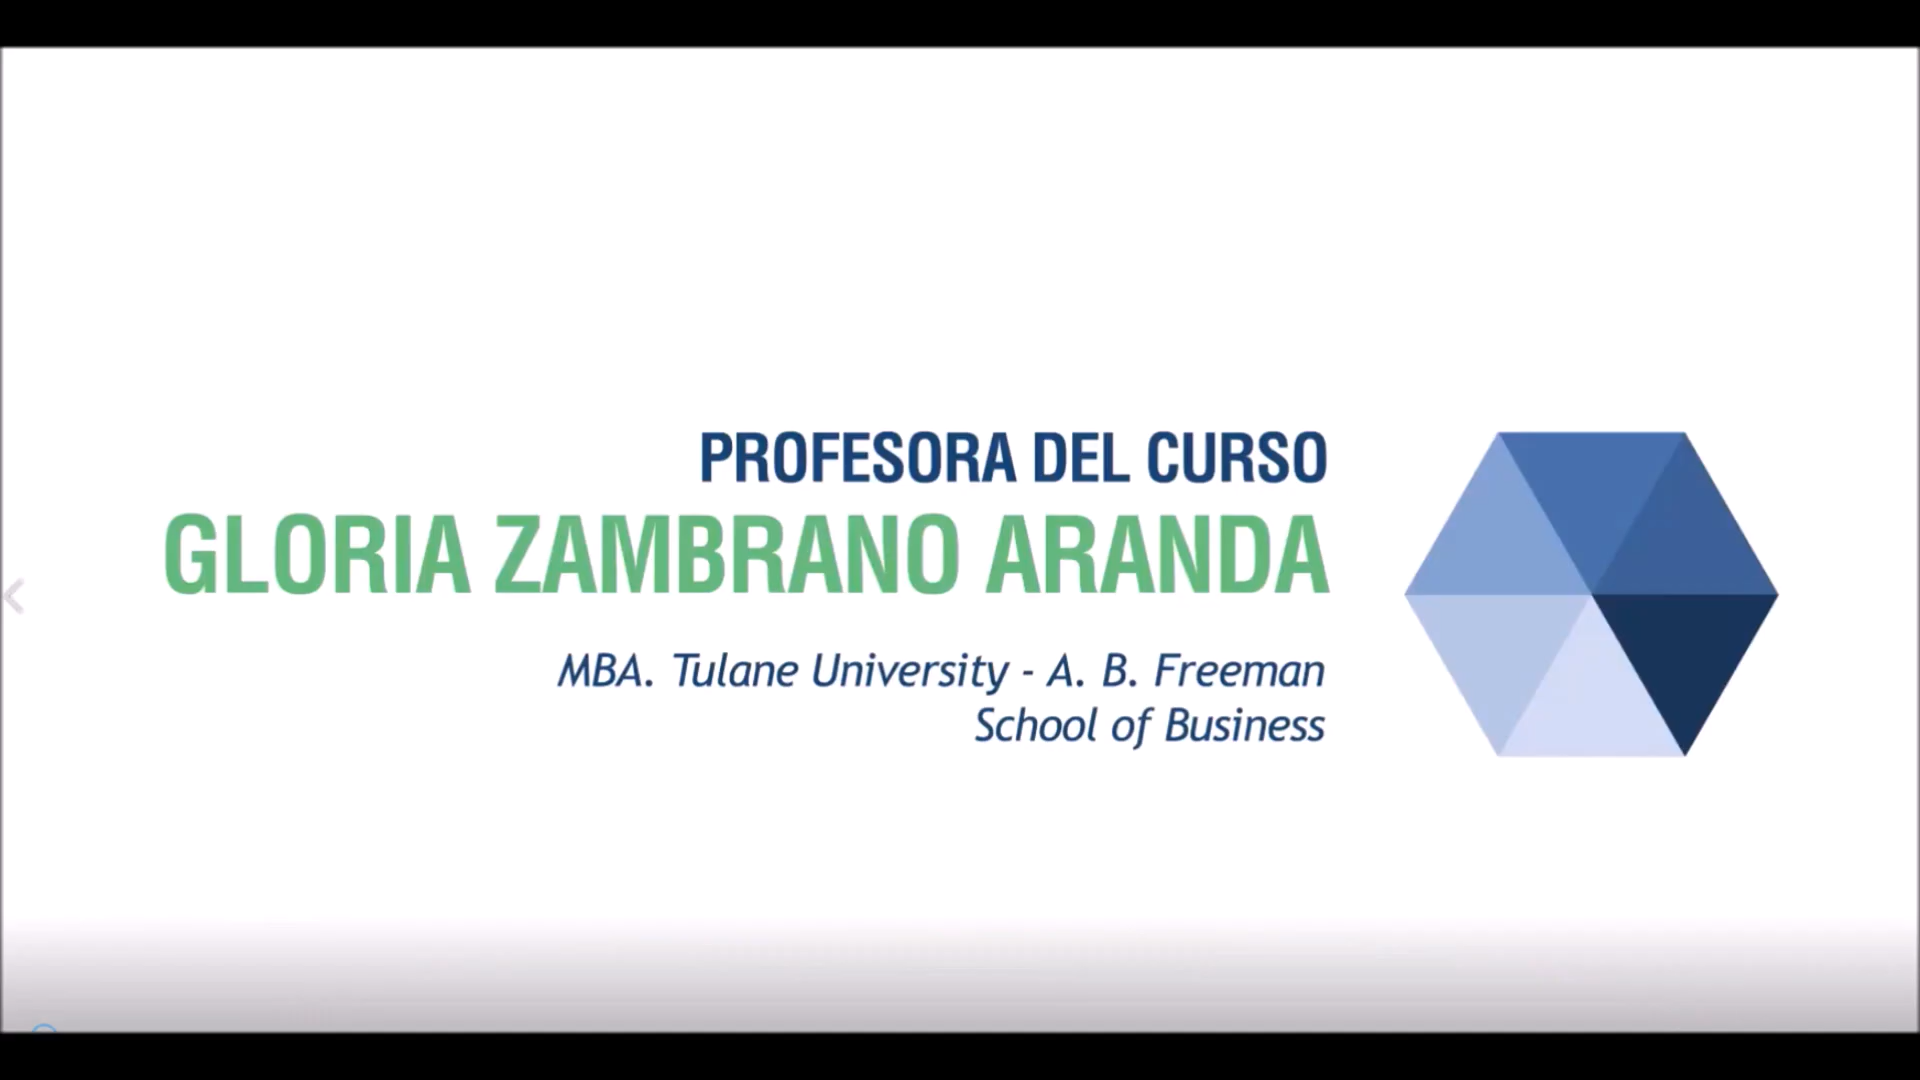 PROFESORA DEL CURSO
GLORIA ZAMBRANO ARANDA
MBA. Tulane University - A. B. Freeman
School of Business